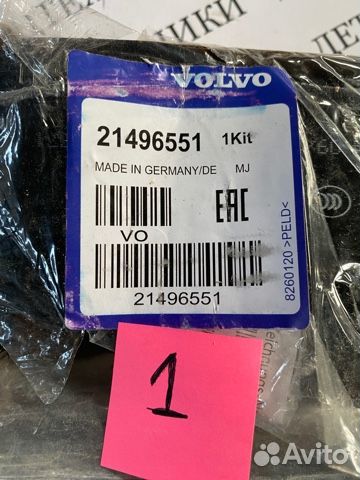 VOLVO
21496551 1Kit
MADE IN GERMANY/DE MJ
EAC
VO
21496551
8260120 >PELD<
1
Avito